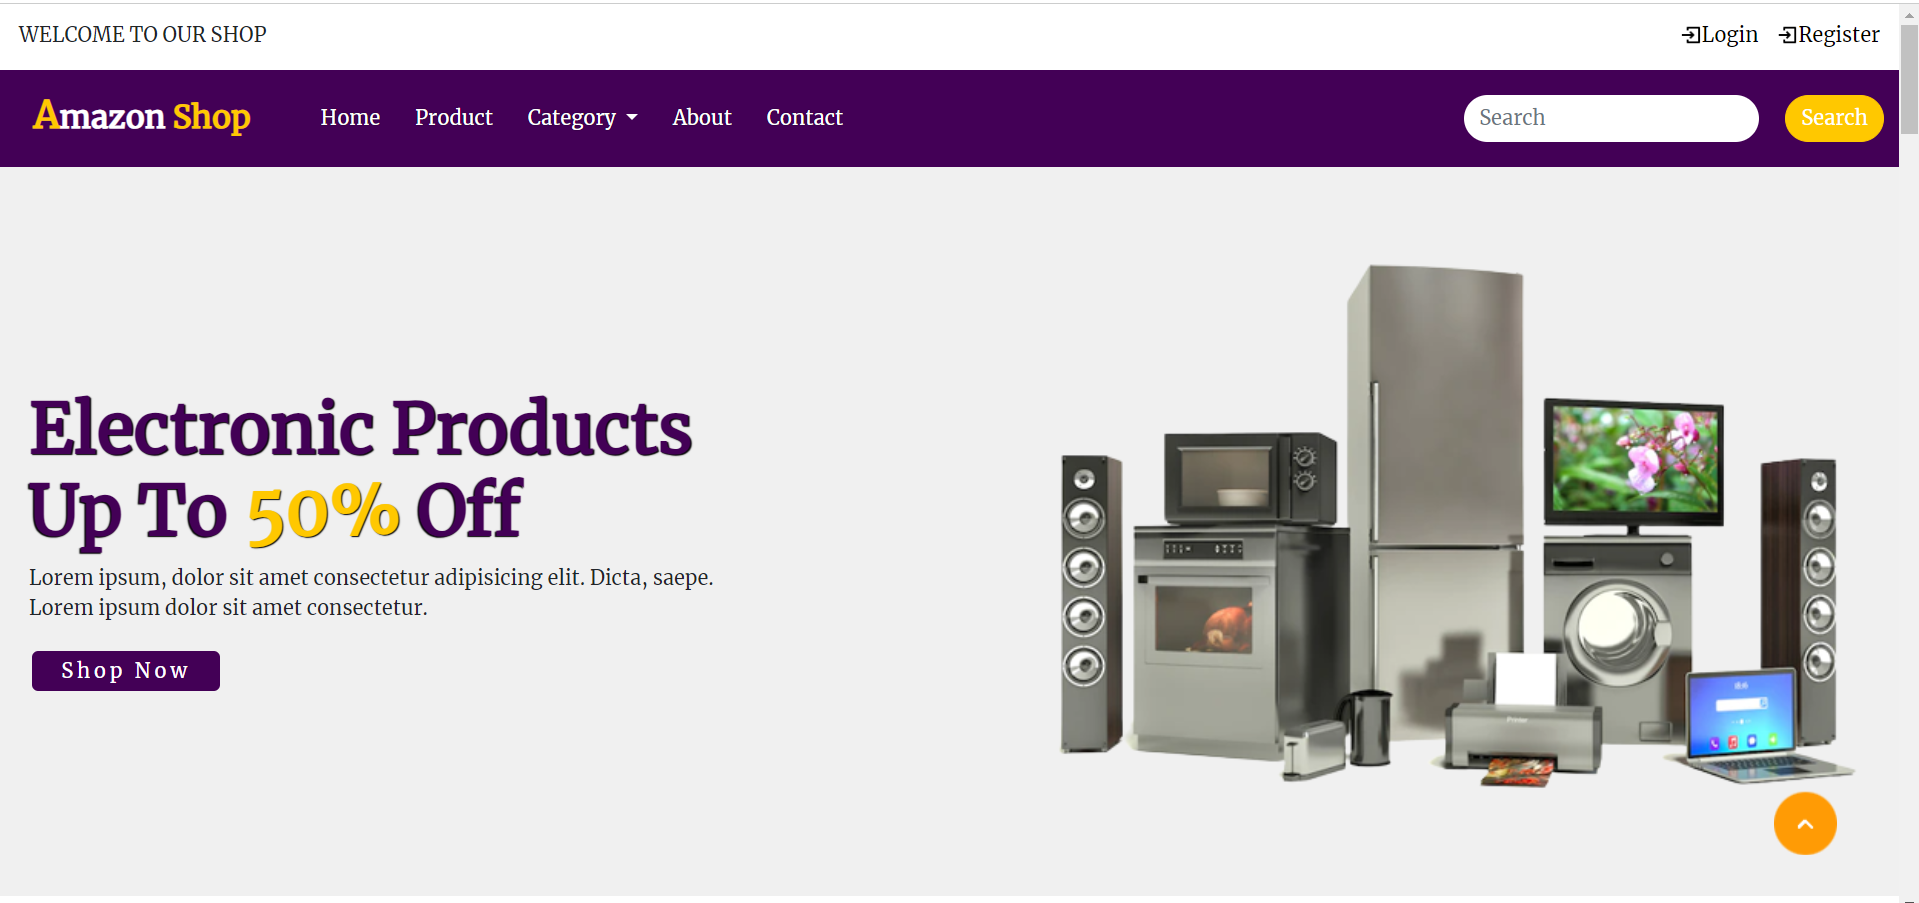 WELCOME TO OUR SHOP
Login Register
Amazon Shop
Home Product Category About Contact
Search Search
Electronic Products
Up To 50% Off
Lorem ipsum, dolor sit amet consectetur adipisicing elit. Dicta, saepe.
Lorem ipsum dolor sit amet consectetur.
Shop Now
Printer